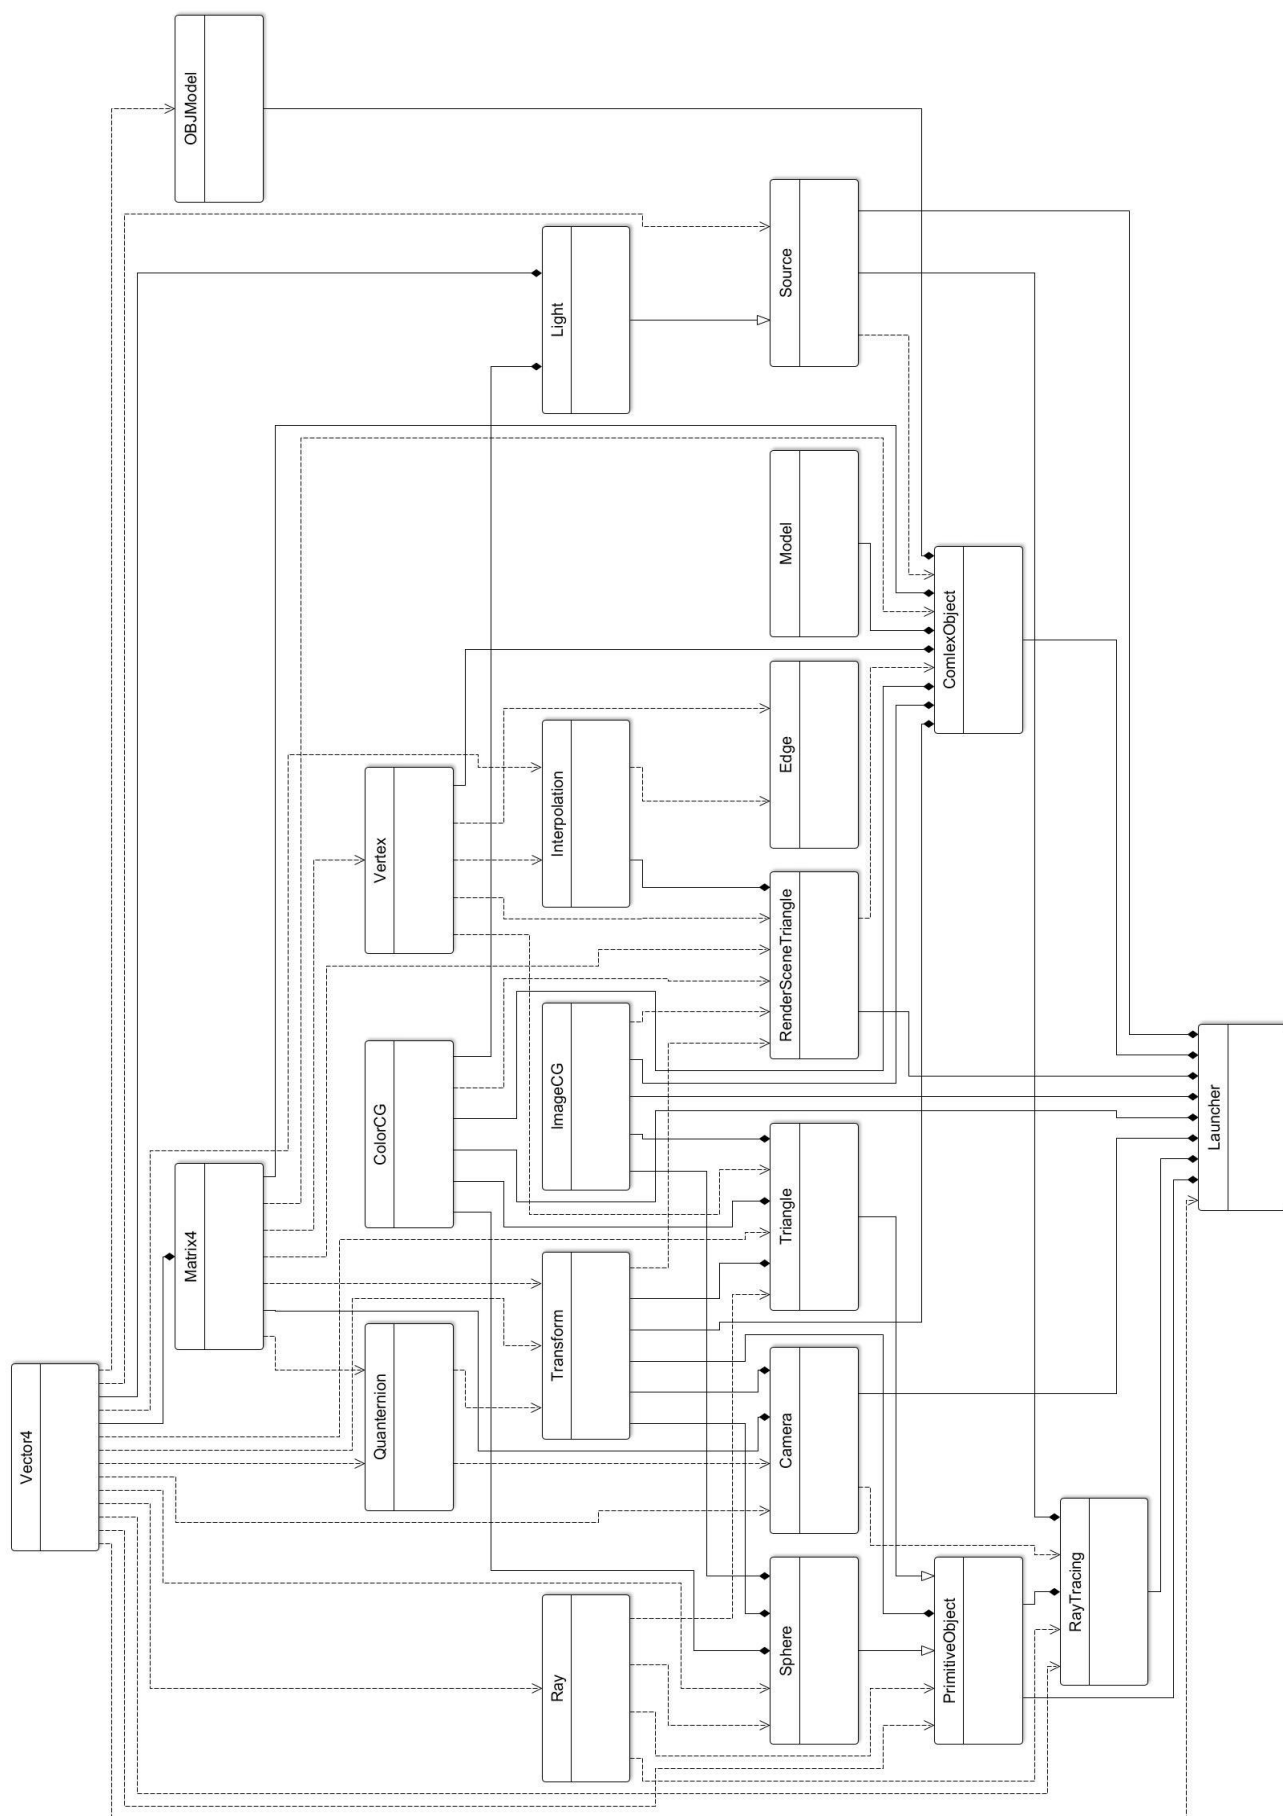 OBJModel
Light
Source
Model
ComlexObject
Vertex
Interpolation
Edge
RenderSceneTriangle
ColorCG
ImageCG
Matrix4
Triangle
Launcher
Vector4
Quanternion
Transform
Camera
Ray
Sphere
PrimitiveObject
RayTracing